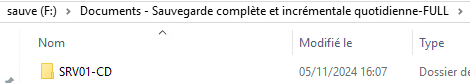 sauve (F:) > Documents - Sauvegarde complète et incrémentale quotidienne-FULL >
Nom Modifié le Type
SRV01-CD 05/11/2024 16:07 Dossier de